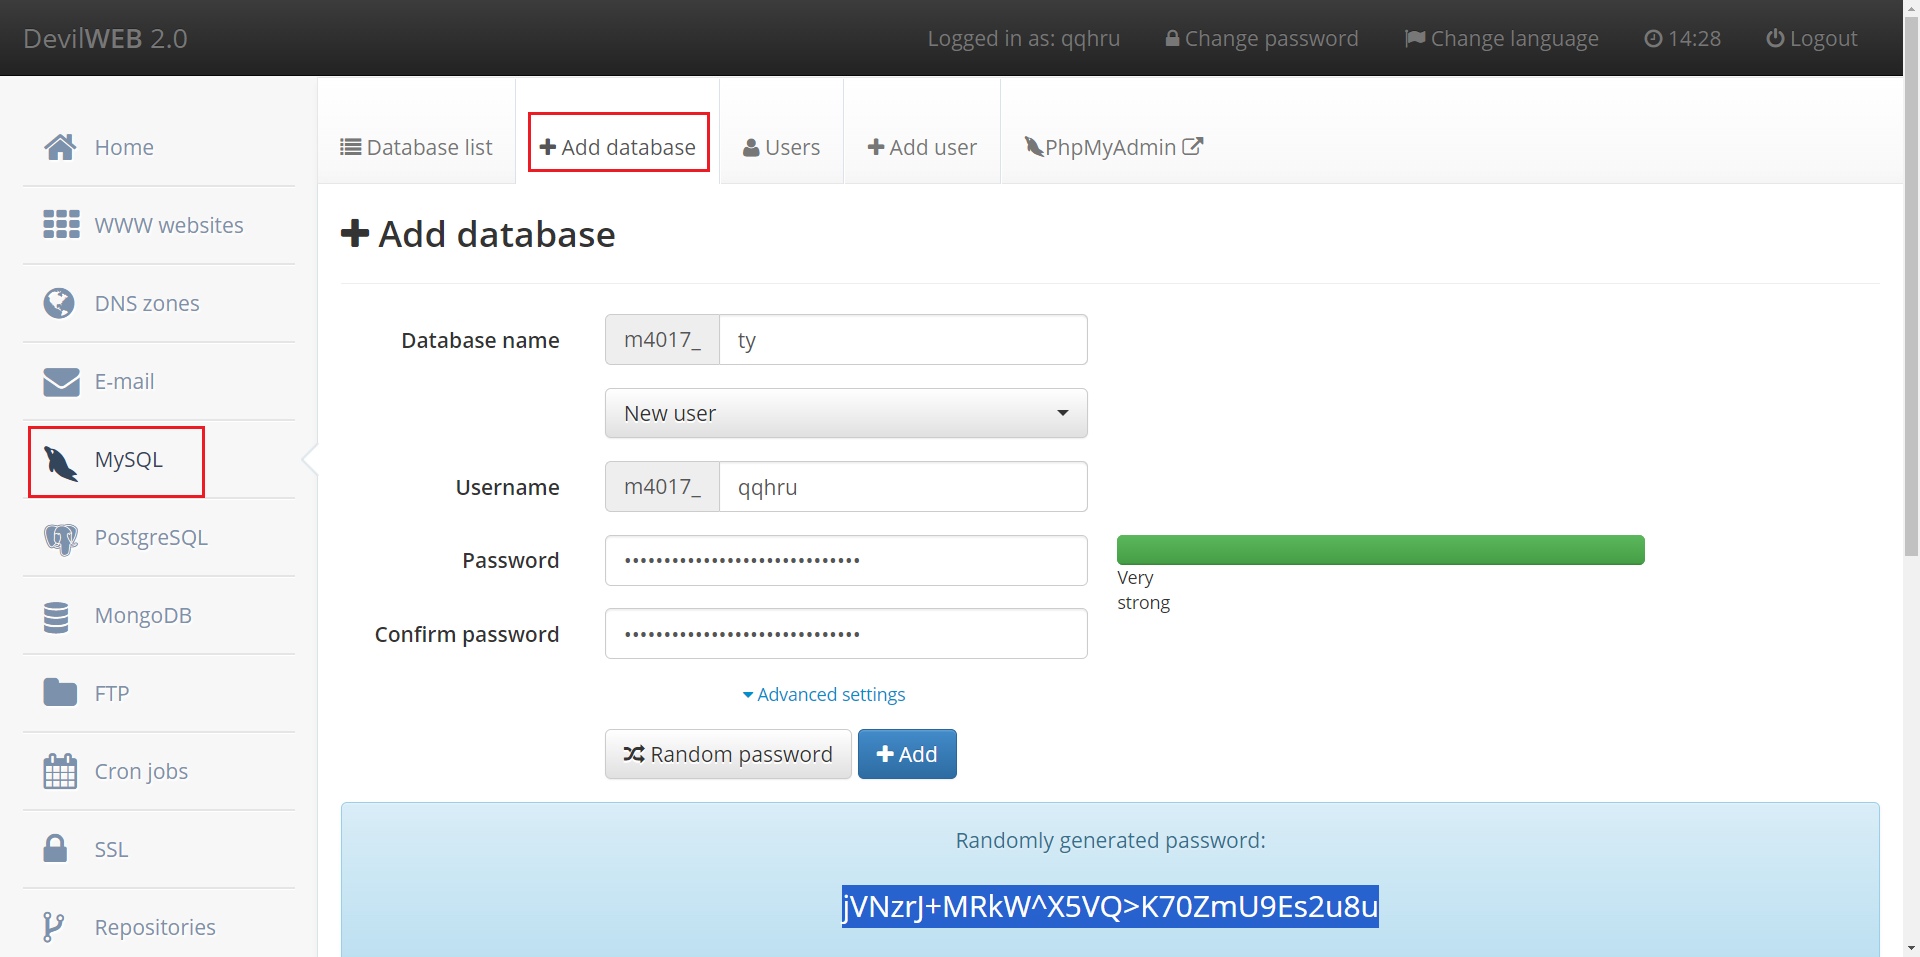 DevilWEB 2.0
Logged in as: qqhru
Change password
Change language
14:28
Logout
Home
WWW websites
DNS zones
E-mail
MySQL
PostgreSQL
MongoDB
FTP
Cron jobs
SSL
Repositories
Database list
Add database
Users
Add user
PhpMyAdmin
Add database
Database name
m4017_
ty
New user
Username
m4017_
qqhru
Password
••••••••••••••••••••••••••••••
Very
strong
Confirm password
••••••••••••••••••••••••••••••
Advanced settings
Random password
Add
Randomly generated password:
jVNzrJ+MRkW^X5VQ>K70ZmU9Es2u8u